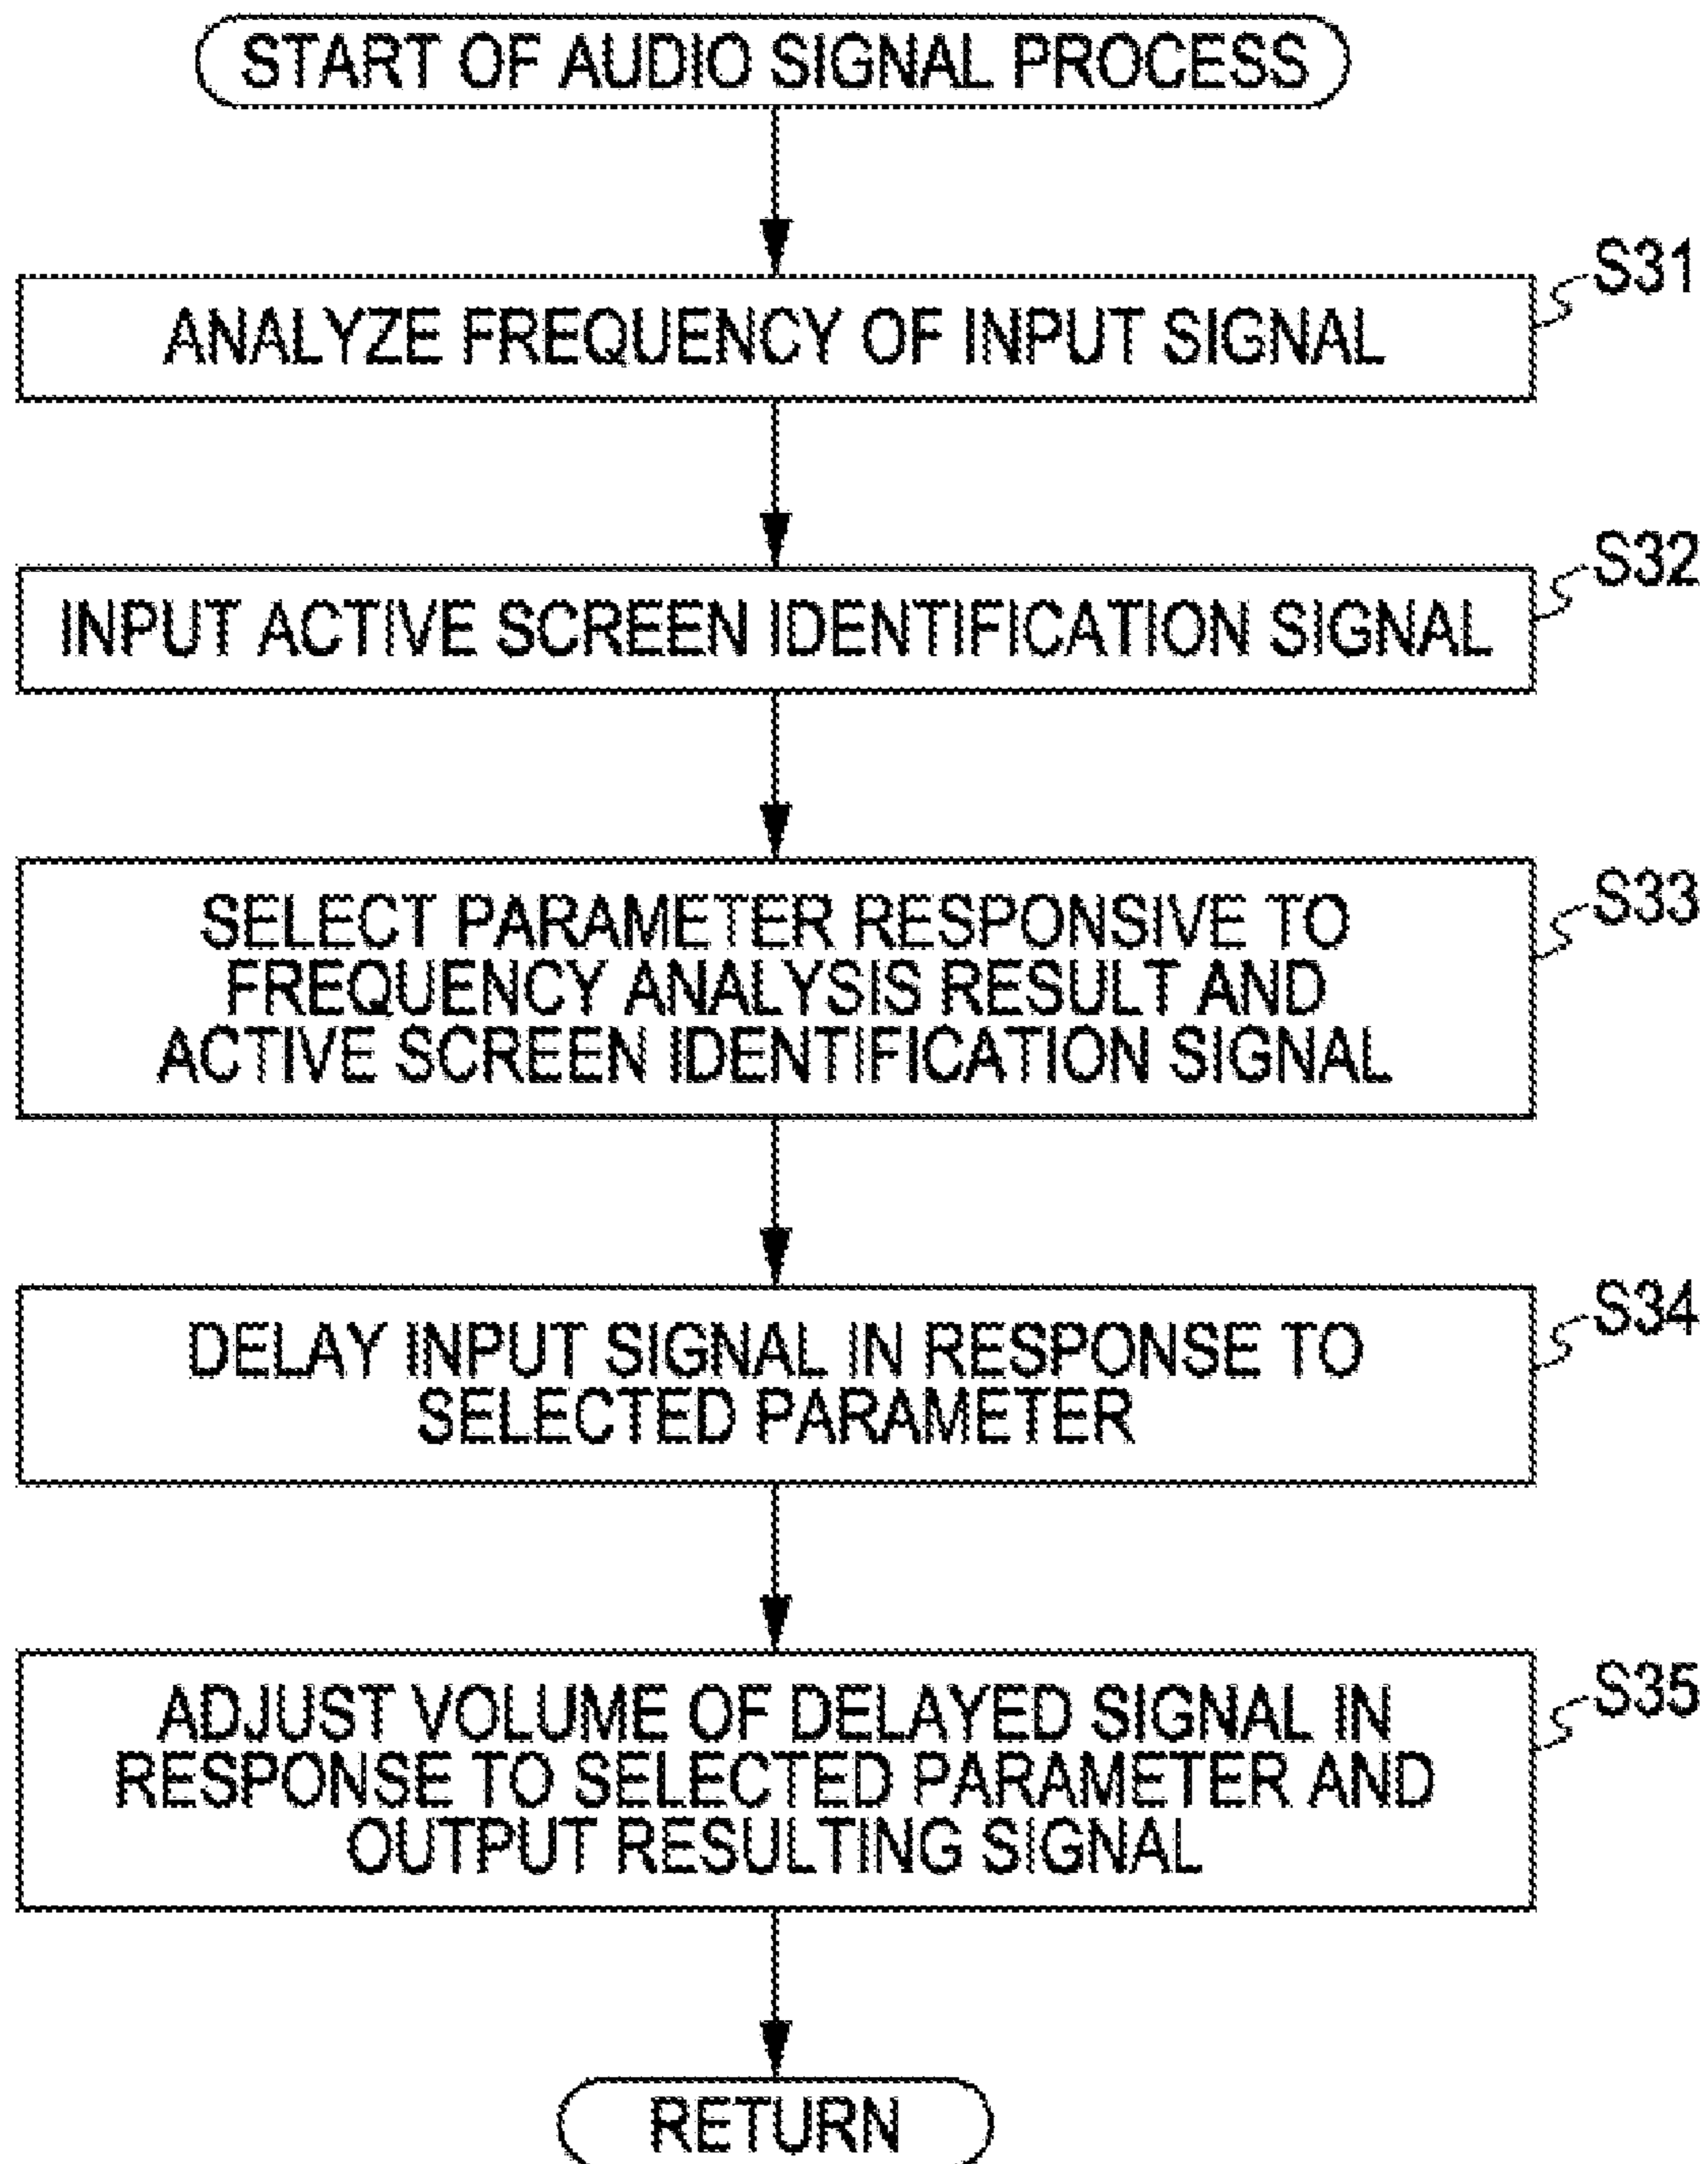 START OF AUDIO SIGNAL PROCESS
S31
ANALYZE FREQUENCY OF INPUT SIGNAL
S32
INPUT ACTIVE SCREEN IDENTIFICATION SIGNAL
S33
SELECT PARAMETER RESPONSIVE TO
FREQUENCY ANALYSIS RESULT AND
ACTIVE SCREEN IDENTIFICATION SIGNAL
S34
DELAY INPUT SIGNAL IN RESPONSE TO
SELECTED PARAMETER
S35
ADJUST VOLUME OF DELAYED SIGNAL IN
RESPONSE TO SELECTED PARAMETER AND
OUTPUT RESULTING SIGNAL
RETURN